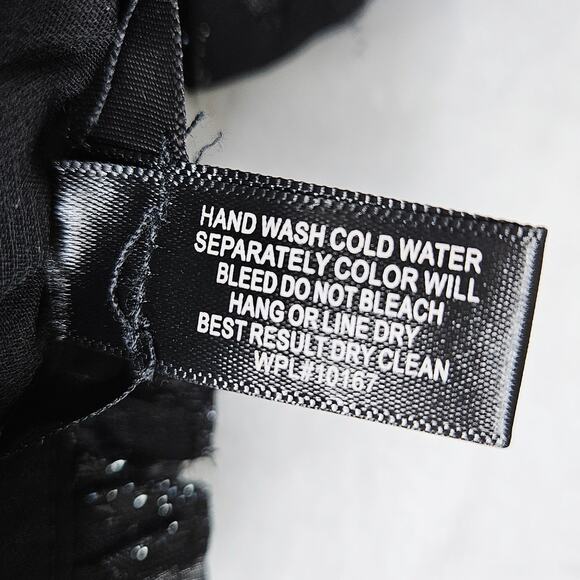 HAND WASH COLD WATER
SEPARATELY COLOR WILL
BLEED DO NOT BLEACH
HANG OR LINE DRY
BEST RESULT DRY CLEAN
WPL#10167